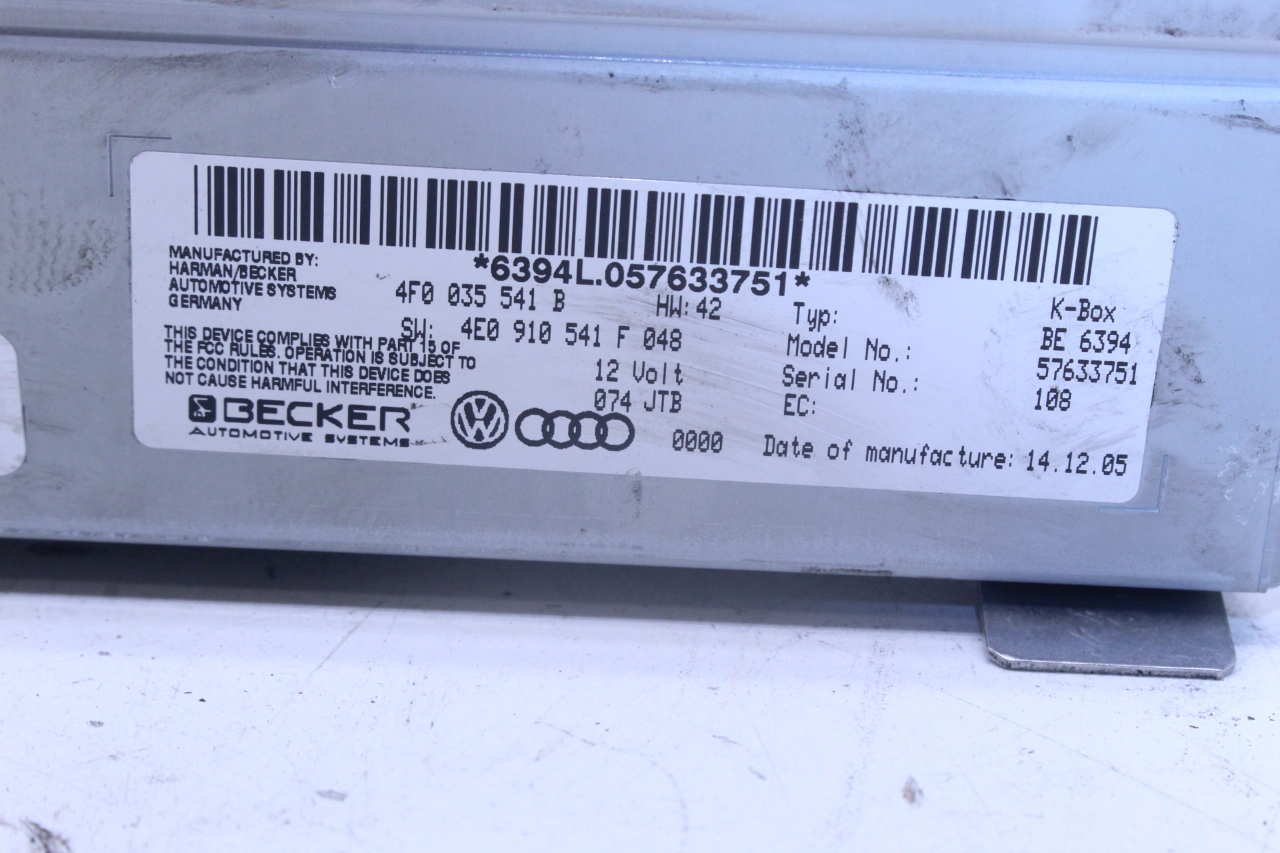 *6394L.057633751*
MANUFACTURED BY:
HARMAN/BECKER
AUTOMOTIVE SYSTEMS
GERMANY
4F0 035 541 B HW: 42 Typ: K-Box
SW: 4E0 910 541 F 048 Model No.: BE 6394
12 Volt Serial No.: 57633751
074 JTB EC: 108
THIS DEVICE COMPLIES WITH PART 15 OF
THE FCC RULES. OPERATION IS SUBJECT TO
THE CONDITION THAT THIS DEVICE DOES
NOT CAUSE HARMFUL INTERFERENCE.
BECKER
AUTOMOTIVE SYSTEMS
0000 Date of manufacture: 14.12.05